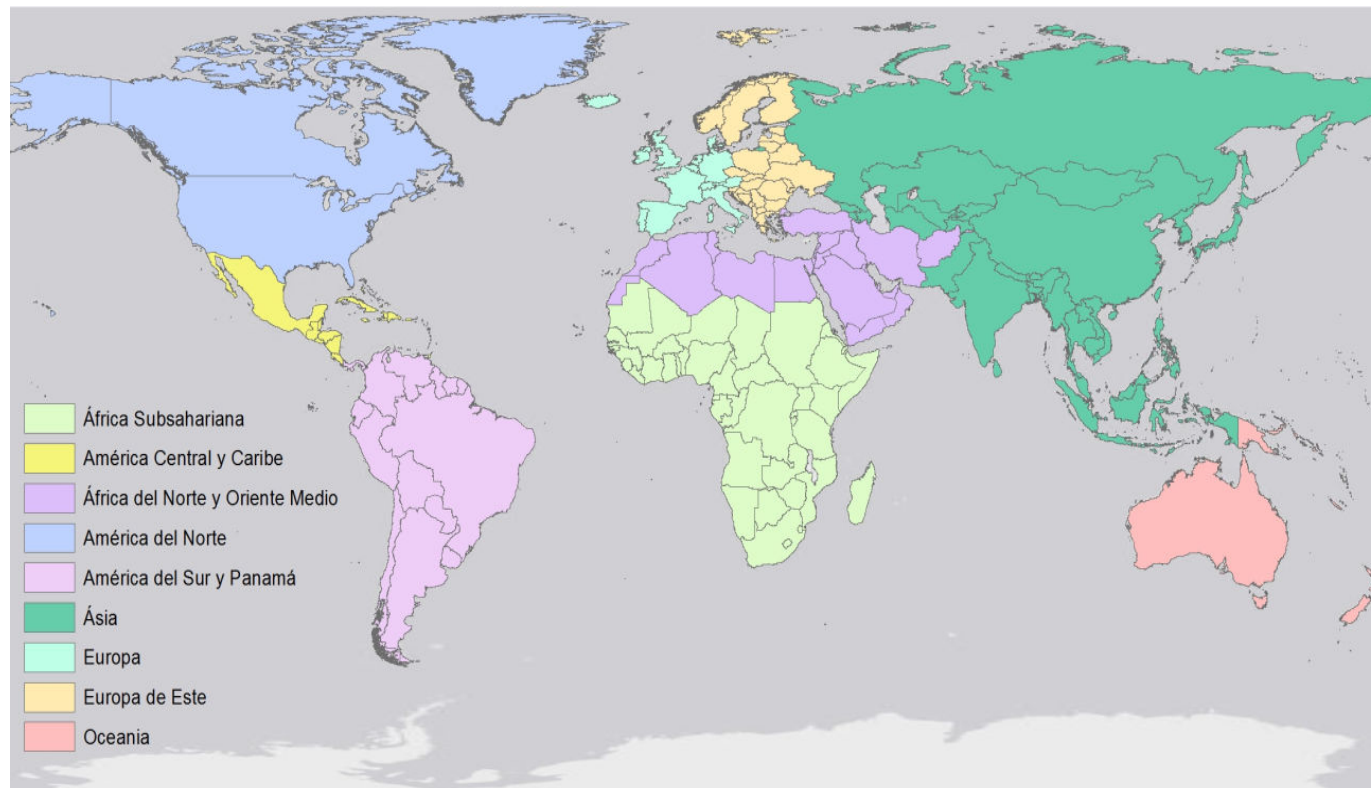 África Subsahariana
América Central y Caribe
África del Norte y Oriente Medio
América del Norte
América del Sur y Panamá
Ásia
Europa
Europa de Este
Oceania